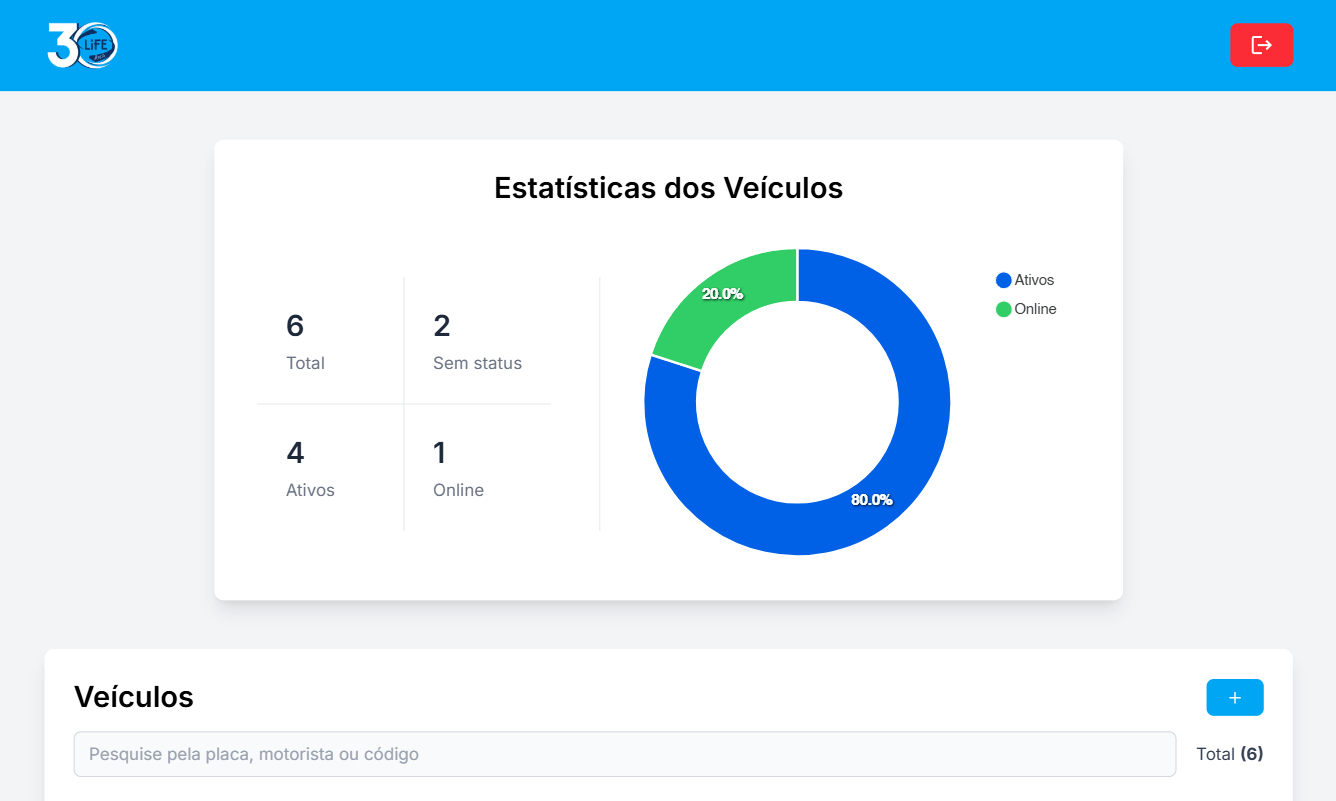 30
LiFE
Estatísticas dos Veículos
6
Total
2
Sem status
4
Ativos
1
Online
20.0%
80.0%
Ativos
Online
Veículos
+
Pesquise pela placa, motorista ou código
Total (6)